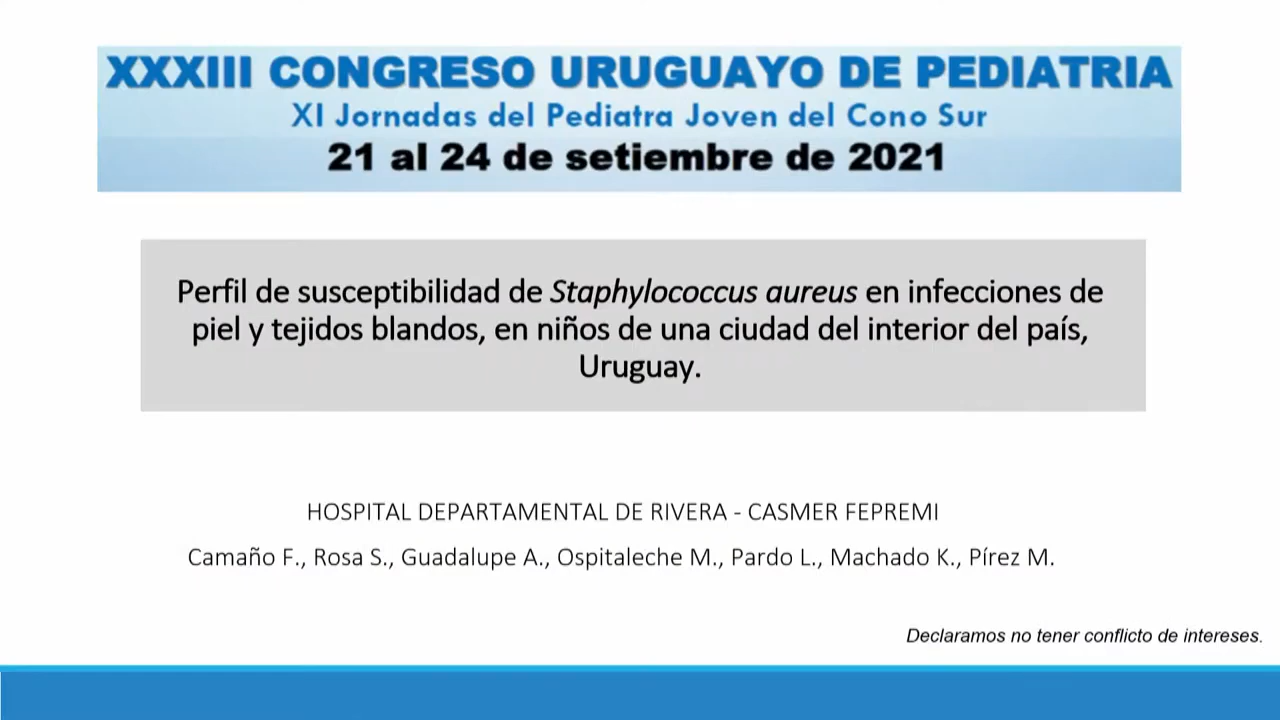 XXXIII CONGRESO URUGUAYO DE PEDIATRIA
XI Jornadas del Pediatra Joven del Cono Sur
21 al 24 de setiembre de 2021
Perfil de susceptibilidad de Staphylococcus aureus en infecciones de
piel y tejidos blandos, en niños de una ciudad del interior del país,
Uruguay.
HOSPITAL DEPARTAMENTAL DE RIVERA - CASMER FEPREMI
Camaño F., Rosa S., Guadalupe A., Ospitaleche M., Pardo L., Machado K., Pírez M.
Declaramos no tener conflicto de intereses.